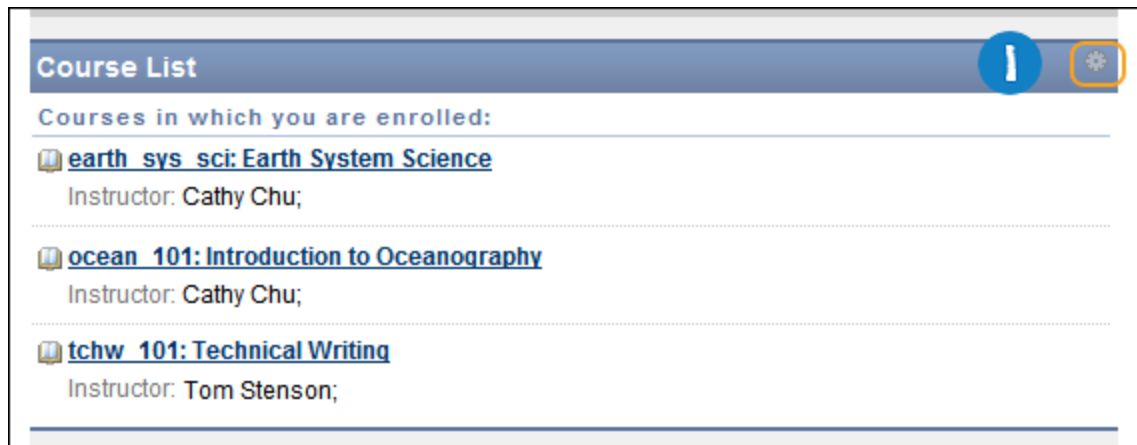 Course List
1
Courses in which you are enrolled:
earth_sys_sci: Earth System Science
Instructor: Cathy Chu;
ocean_101: Introduction to Oceanography
Instructor: Cathy Chu;
tchw_101: Technical Writing
Instructor: Tom Stenson;